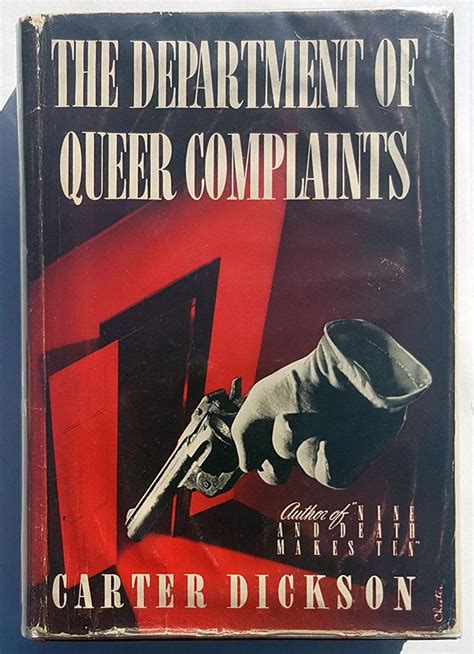 THE DEPARTMENT OF
QUEER COMPLAINTS
Author of "NINE
AND DEATH
MAKES TEN"
CARTER DICKSON